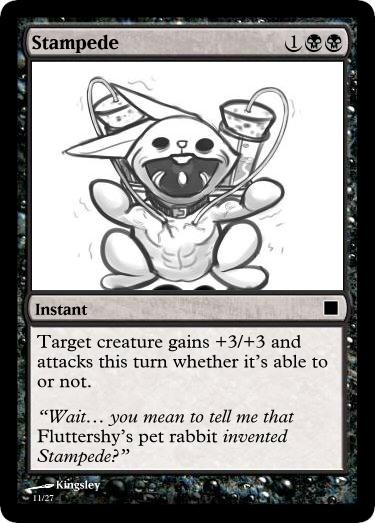 Stampede 1
Instant
Target creature gains +3/+3 and
attacks this turn whether it's able to
or not.
“Wait... you mean to tell me that
Fluttershy's pet rabbit invented
Stampede?”
Kingsley
11/27